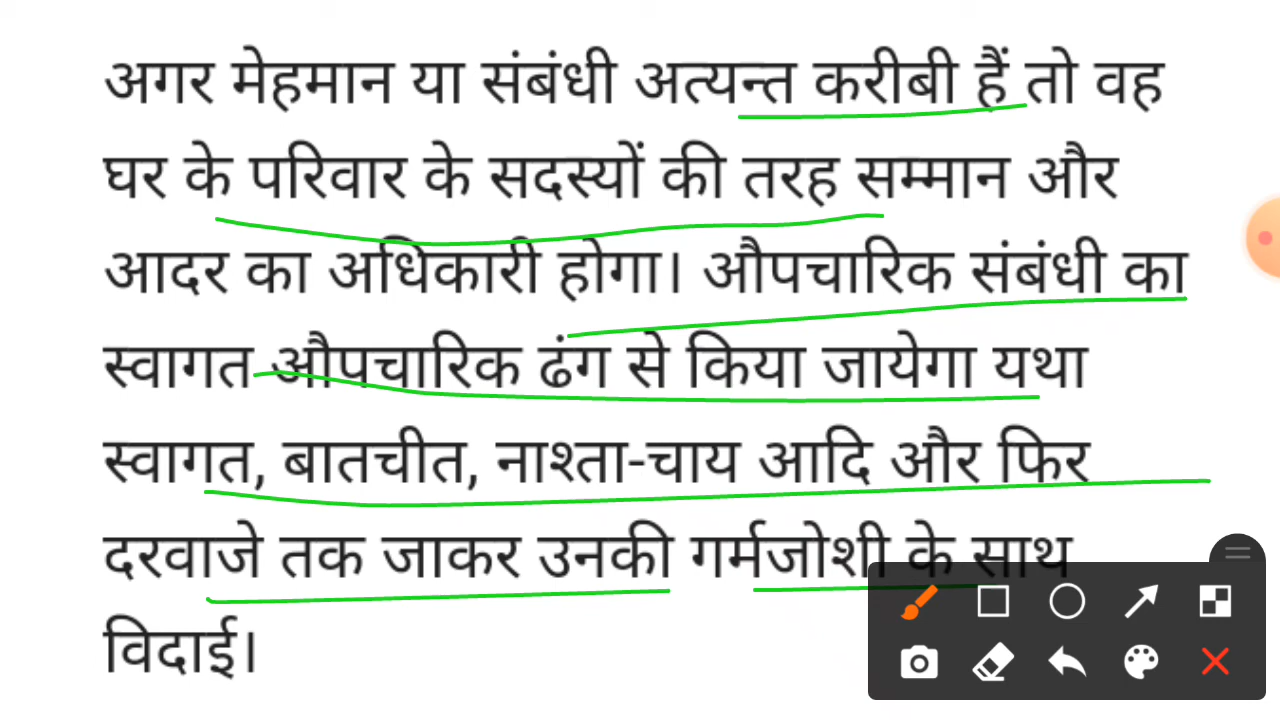 अगर मेहमान या संबंधी अत्यन्त करीबी हैं तो वह
घर के परिवार के सदस्यों की तरह सम्मान और
आदर का अधिकारी होगा। औपचारिक संबंधी का
स्वागत औपचारिक ढंग से किया जायेगा यथा
स्वागत, बातचीत, नाश्ता-चाय आदि और फिर
दरवाजे तक जाकर उनकी गर्मजोशी के साथ
विदाई।